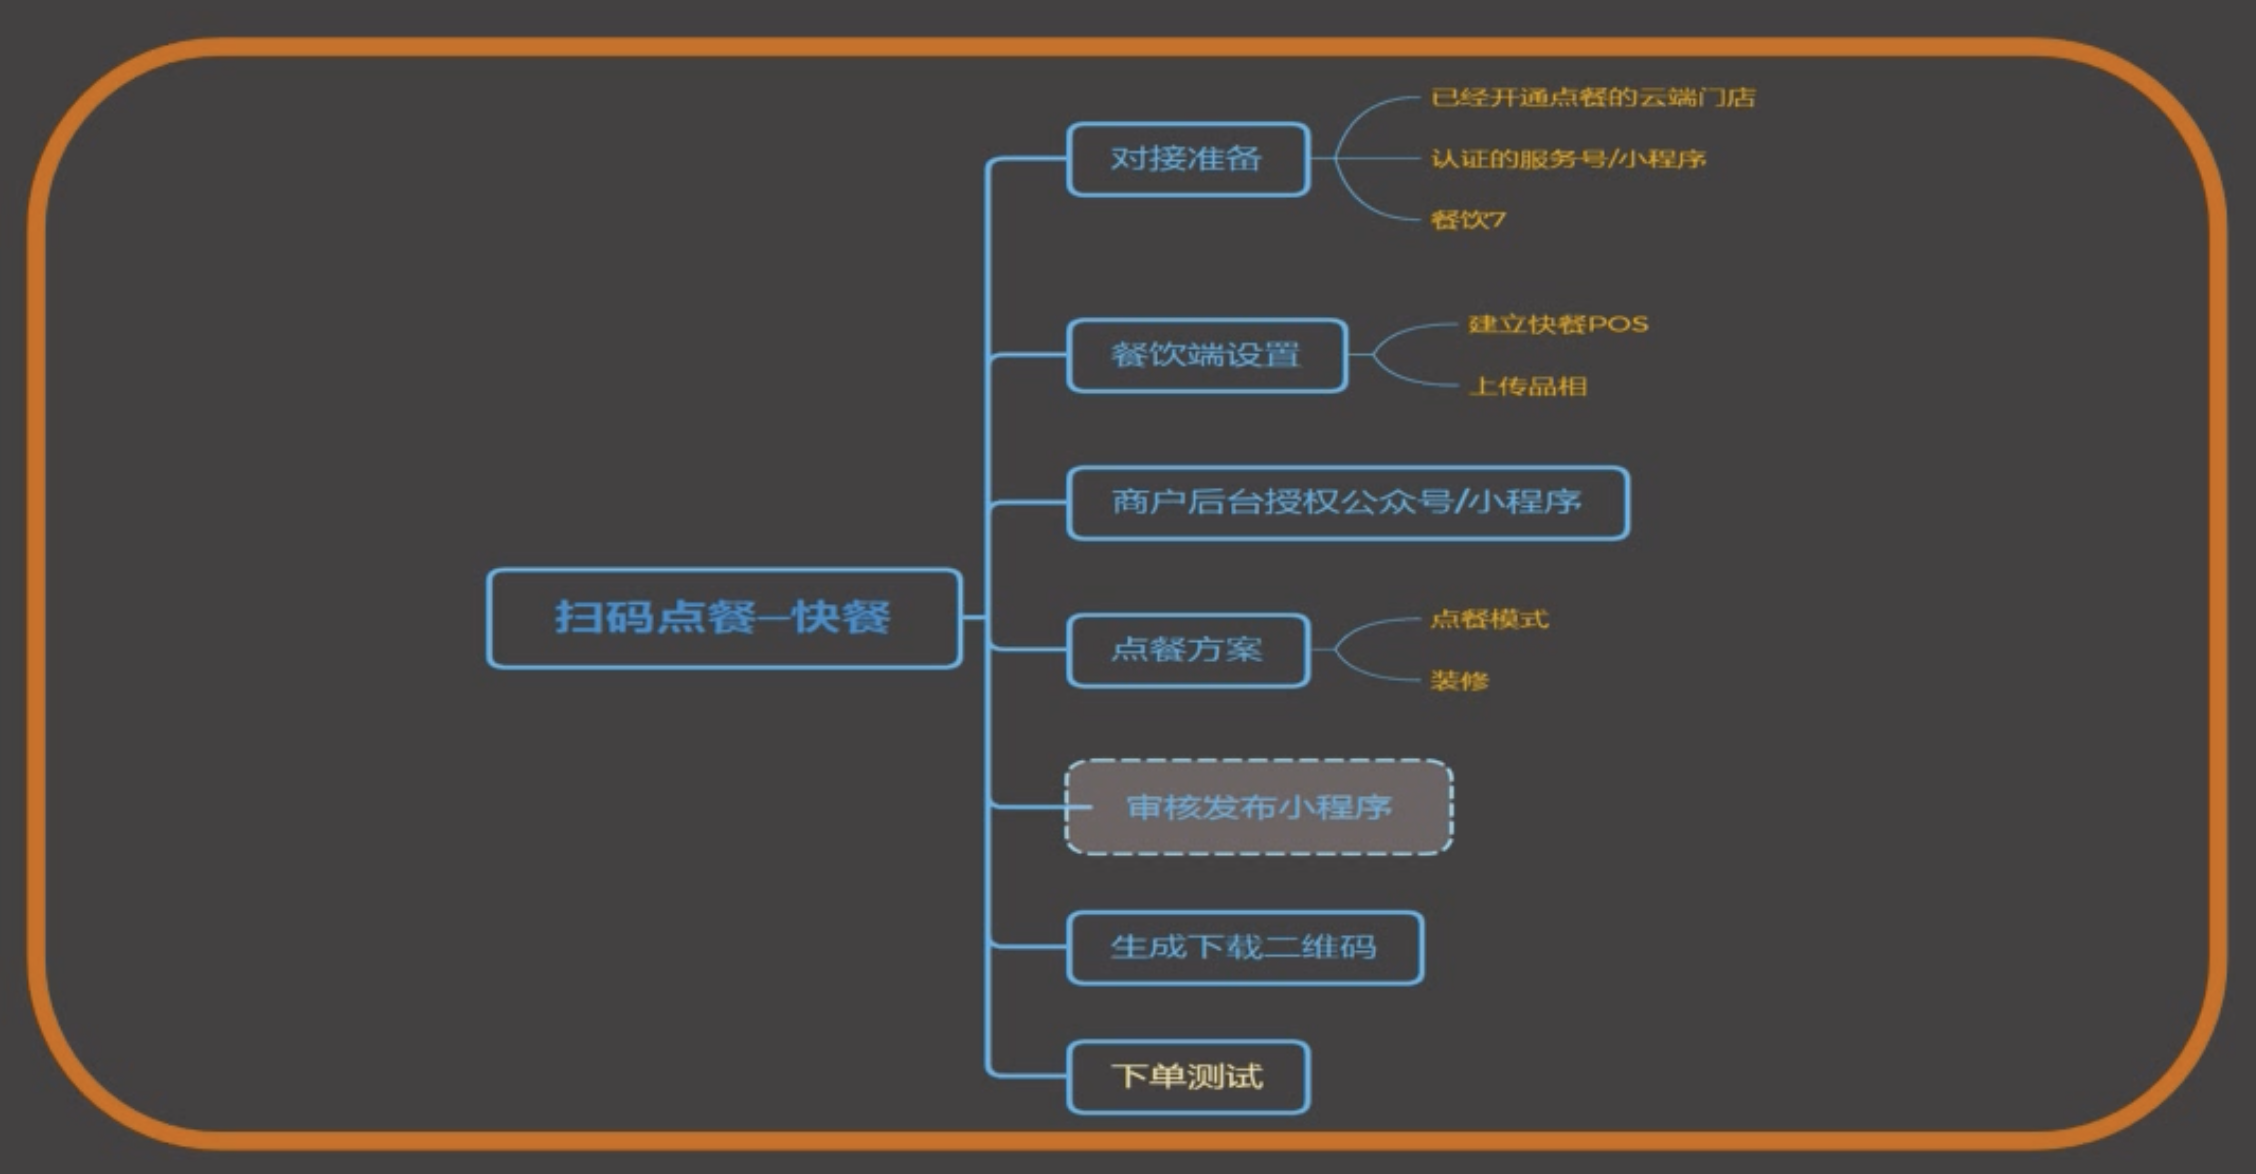 扫码点餐—快餐
对接准备
已经开通点餐的云端门店
认证的服务号/小程序
餐饮7
餐饮端设置
建立快餐POS
上传品相
商户后台授权公众号/小程序
点餐方案
点餐模式
装修
审核发布小程序
生成下载二维码
下单测试